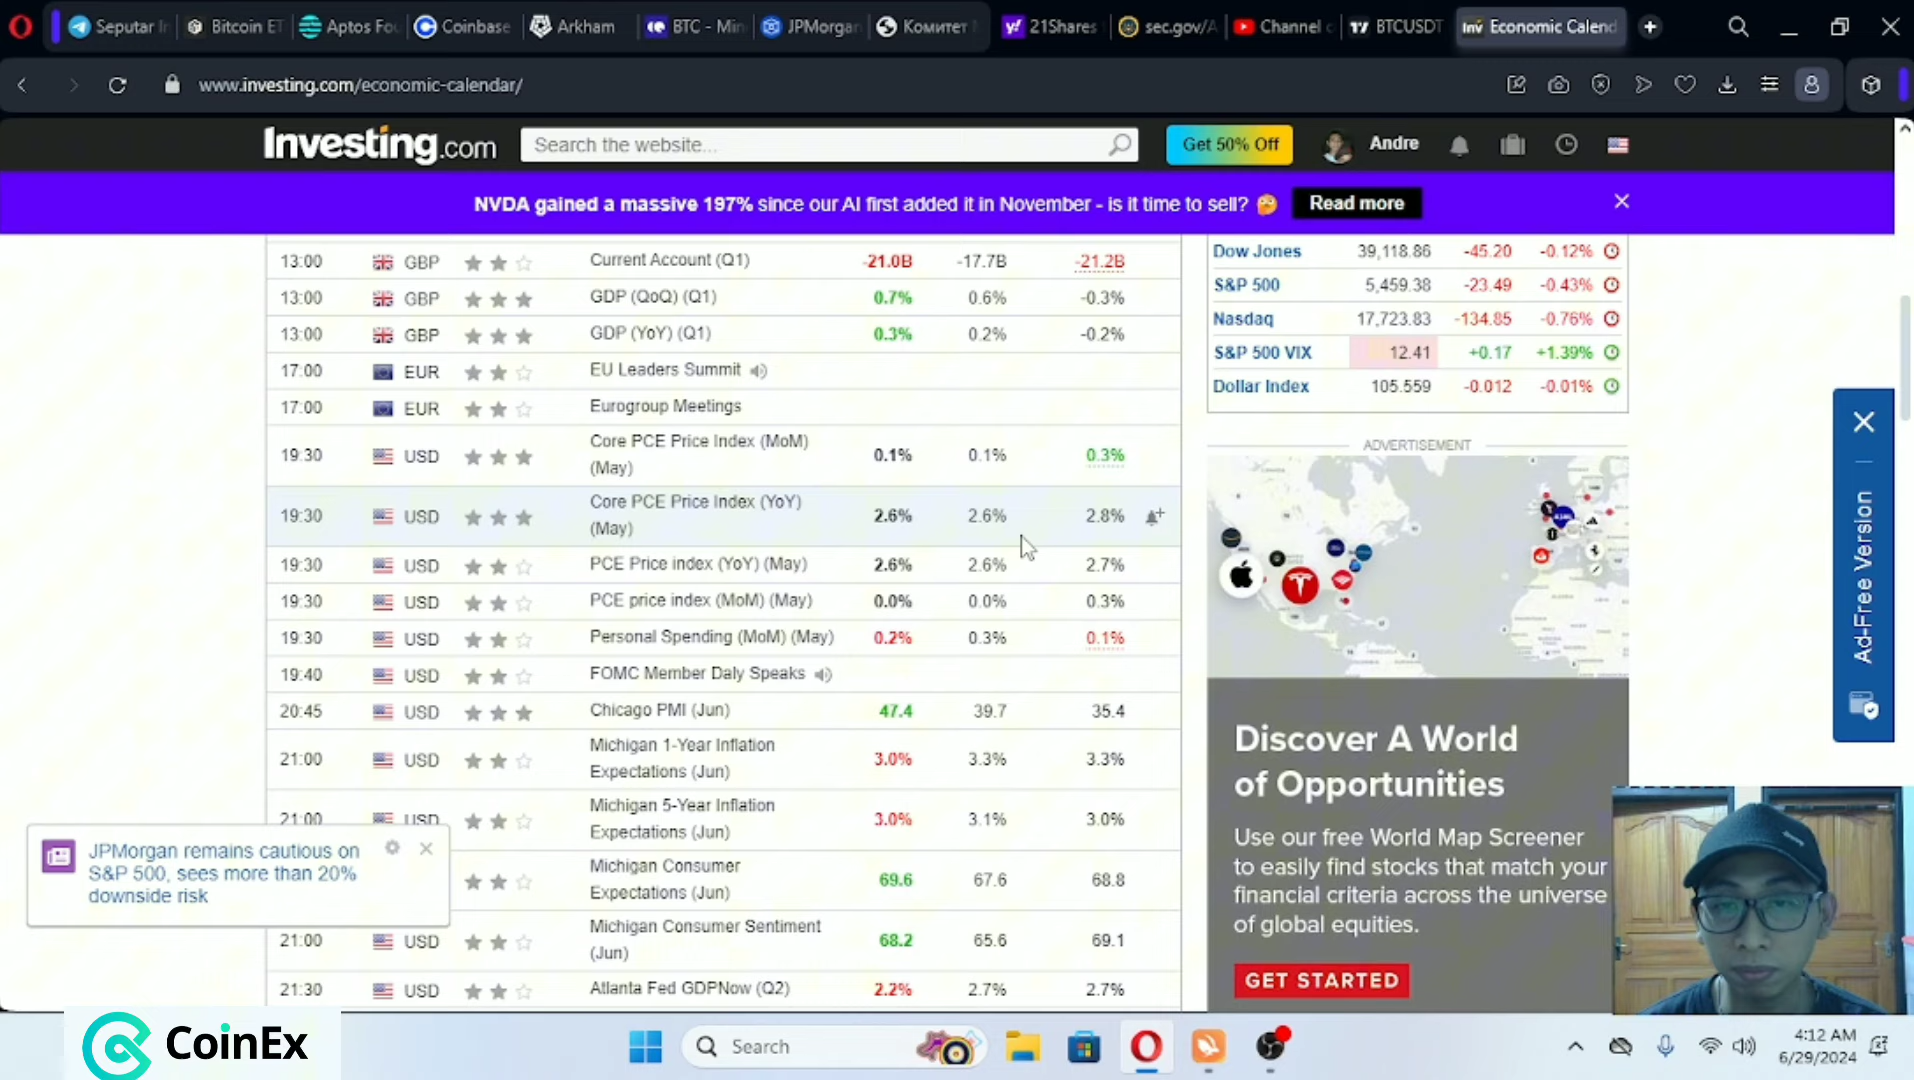 Seputar
Bitcoin ET
Aptos Fou
Coinbase
Arkham
BTC - Min
JPMorgan
Комитет
21Shares
sec.gov/A
Channel c
BTCUSDT
Economic Calend
www.investing.com/economic-calendar/
Investing.com
Search the website...
Get 50% Off
Andre
NVDA gained a massive 197% since our AI first added it in November - is it time to sell? 🤔
Read more
13:00 GBP Current Account (Q1) -21.0B -17.7B -21.2B
13:00 GBP GDP (QoQ) (Q1) 0.7% 0.6% -0.3%
13:00 GBP GDP (YoY) (Q1) 0.3% 0.2% -0.2%
17:00 EUR EU Leaders Summit
17:00 EUR Eurogroup Meetings
19:30 USD Core PCE Price Index (MoM) 0.1% 0.1% 0.3%
(May)
19:30 USD Core PCE Price Index (YoY) 2.6% 2.6% 2.8%
(May)
19:30 USD PCE Price index (YoY) (May) 2.6% 2.6% 2.7%
19:30 USD PCE price index (MoM) (May) 0.0% 0.0% 0.3%
19:30 USD Personal Spending (MoM) (May) 0.2% 0.3% 0.1%
19:40 USD FOMC Member Daly Speaks
20:45 USD Chicago PMI (Jun) 47.4 39.7 35.4
21:00 USD Michigan 1-Year Inflation 3.0% 3.3% 3.3%
Expectations (Jun)
21:00 USD Michigan 5-Year Inflation 3.0% 3.1% 3.0%
Expectations (Jun)
Michigan Consumer 69.6 67.6 68.8
Expectations (Jun)
21:00 USD Michigan Consumer Sentiment 68.2 65.6 69.1
(Jun)
21:30 USD Atlanta Fed GDPNow (Q2) 2.2% 2.7% 2.7%
Dow Jones 39,118.86 -45.20 -0.12%
S&P 500 5,459.38 -23.49 -0.43%
Nasdaq 17,723.83 -134.85 -0.76%
S&P 500 VIX 12.41 +0.17 +1.39%
Dollar Index 105.559 -0.012 -0.01%
ADVERTISEMENT
Discover A World
of Opportunities
Use our free World Map Screener
to easily find stocks that match your
financial criteria across the universe
of global equities.
GET STARTED
Ad-Free Version
JPMorgan remains cautious on
S&P 500, sees more than 20%
downside risk
CoinEx
Search
4:12 AM
6/29/2024